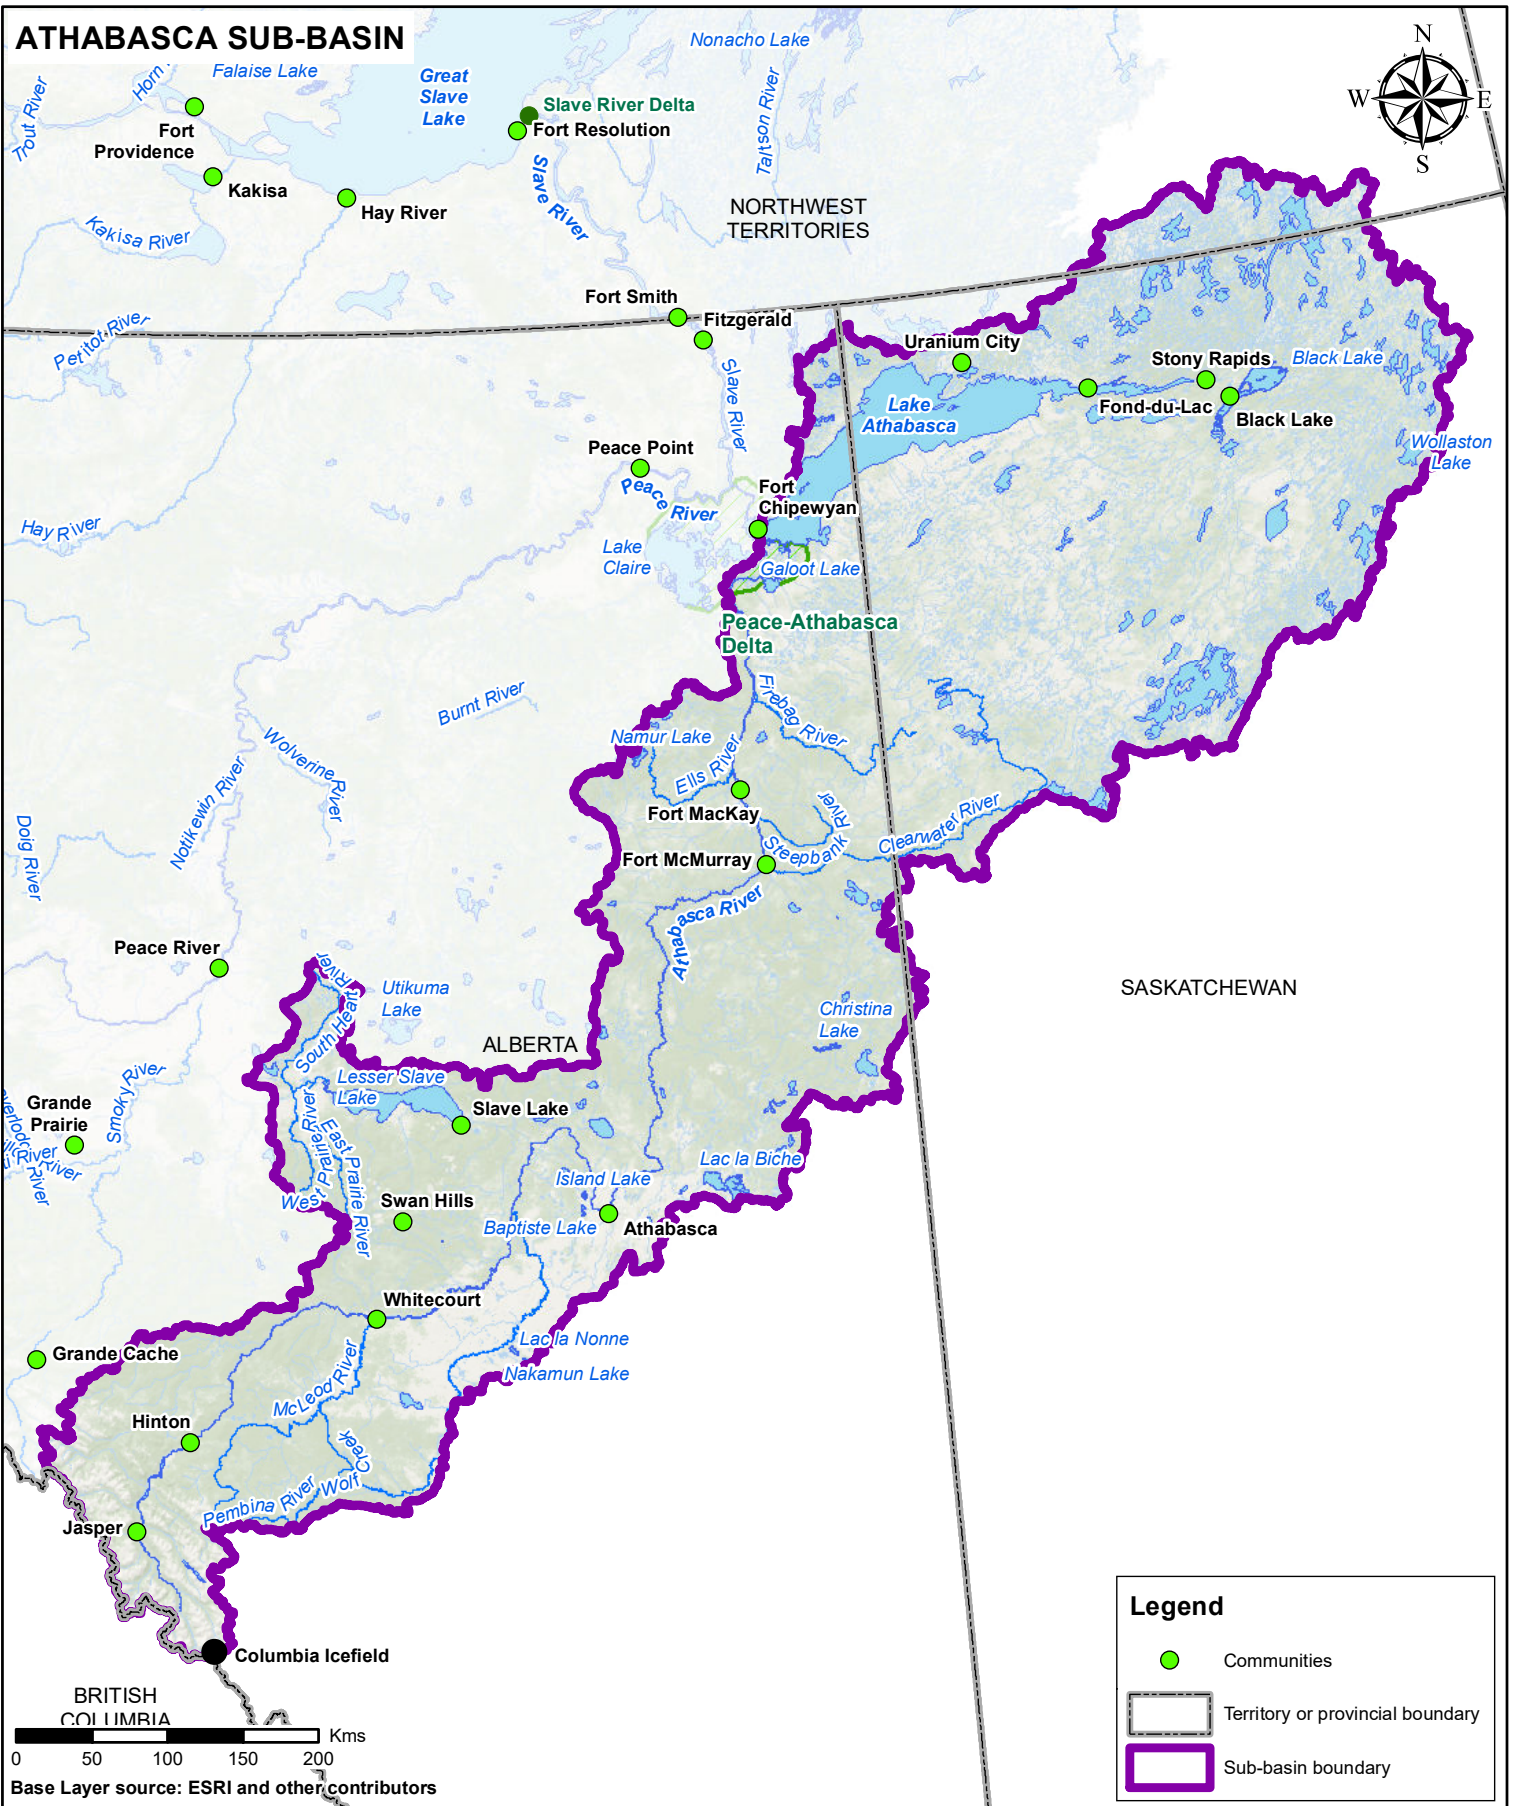 ATHABASCA SUB-BASIN
N
W
E
S
Nonacho Lake
Falaise Lake
Horn
Trout River
Great
Slave
Lake
Taltson River
Slave River Delta
Fort Resolution
Fort
Providence
Kakisa
Hay River
Slave River
Kakisa River
NORTHWEST
TERRITORIES
Fort Smith
Fitzgerald
Petitot River
Uranium City
Stony Rapids
Black Lake
Slave River
Lake
Athabasca
Fond-du-Lac
Black Lake
Wollaston
Lake
Peace Point
Peace River
Fort
Chipewyan
Hay River
Lake
Claire
Galoot Lake
Peace-Athabasca
Delta
Burnt River
Firebag River
Namur Lake
Wolverine River
Ells River
Notikewin River
Fort MacKay
Doig River
Steepbank River
Clearwater River
Fort McMurray
Athabasca River
Peace River
South Heart River
Utikuma
Lake
SASKATCHEWAN
Christina
Lake
ALBERTA
Smoky River
Lesser Slave
Lake
Grande
Prairie
Slave Lake
River
River
River
West Prairie River
East Prairie River
Lac la Biche
Island Lake
Swan Hills
Baptiste Lake
Athabasca
Whitecourt
Lac la Nonne
Grande Cache
Nakamun Lake
McLeod River
Hinton
Wolf Creek
Pembina River
Jasper
Columbia Icefield
BRITISH
COLUMBIA
Kms
0 50 100 150 200
Base Layer source: ESRI and other contributors
Legend
Communities
Territory or provincial boundary
Sub-basin boundary